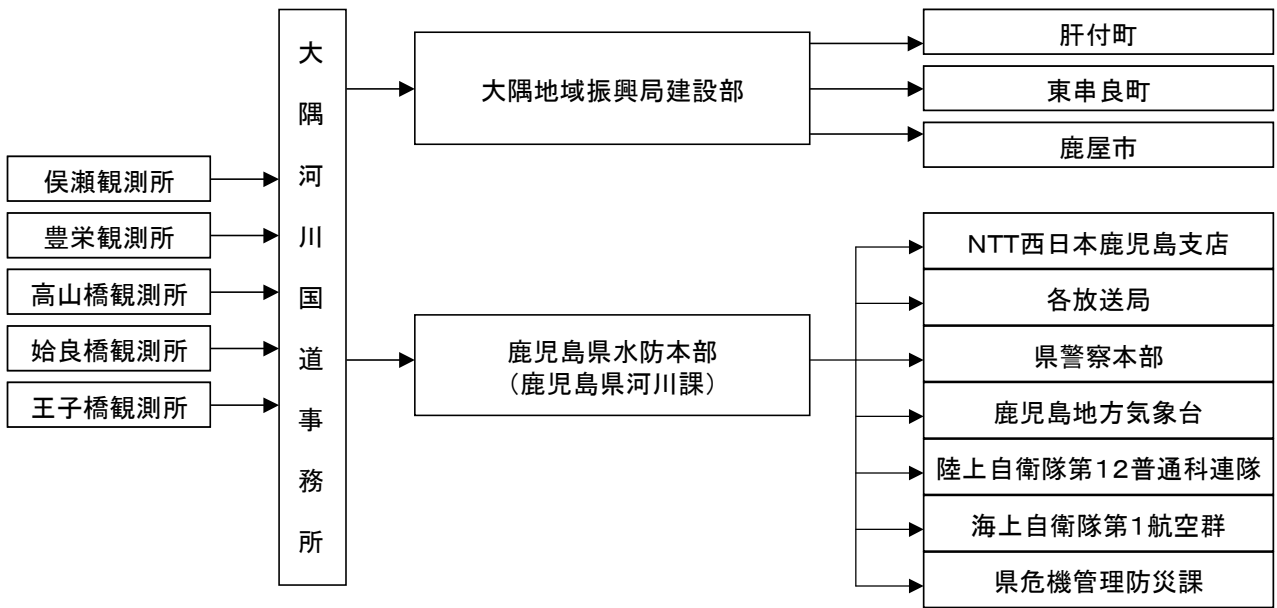 俣瀬観測所
豊栄観測所
高山橋観測所
姶良橋観測所
王子橋観測所
大隅河川国道事務所
大隅地域振興局建設部
鹿児島県水防本部
（鹿児島県河川課）
肝付町
東串良町
鹿屋市
NTT西日本鹿児島支店
各放送局
県警察本部
鹿児島地方気象台
陸上自衛隊第12普通科連隊
海上自衛隊第1航空群
県危機管理防災課